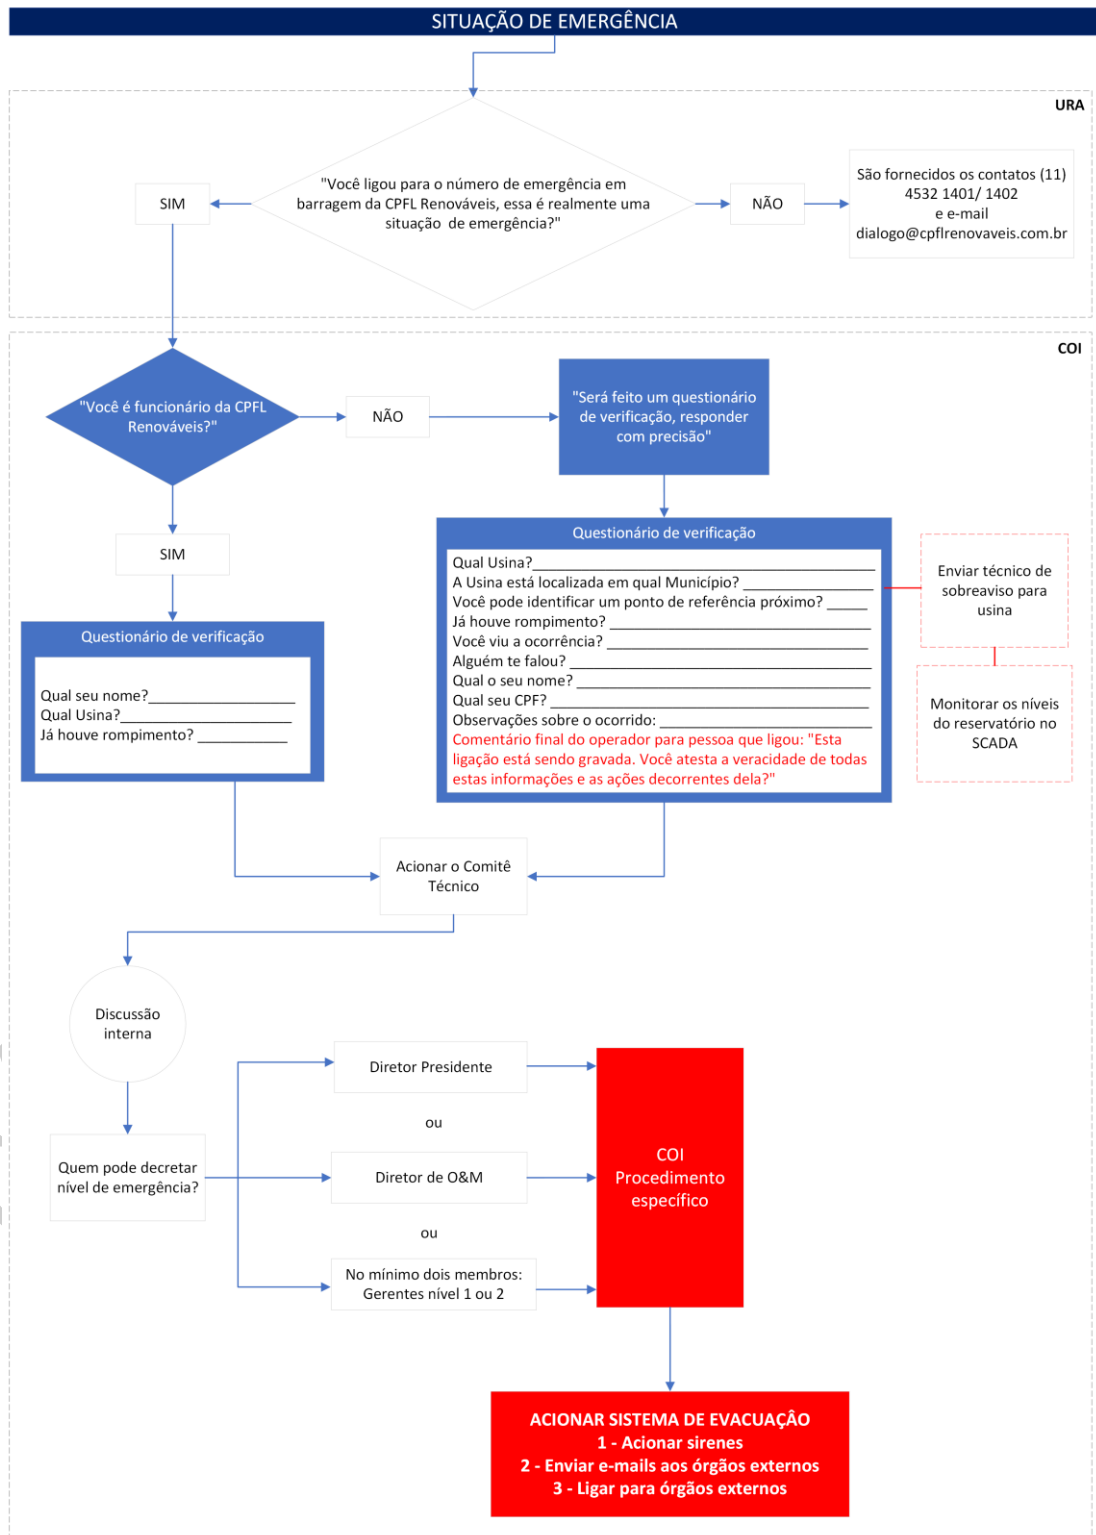 SITUAÇÃO DE EMERGÊNCIA
URA
"Você ligou para o número de emergência em
barragem da CPFL Renováveis, essa é realmente uma
situação  de emergência?"
SIM
NÃO
São fornecidos os contatos (11)
4532 1401/ 1402
e e-mail
dialogo@cpflrenovaveis.com.br
COI
"Você é funcionário da CPFL
Renováveis?"
NÃO
"Será feito um questionário
de verificação, responder
com precisão"
SIM
Questionário de verificação
Qual seu nome?
Qual Usina?
Já houve rompimento?
Questionário de verificação
Qual Usina?
A Usina está localizada em qual Município?
Você pode identificar um ponto de referência próximo?
Já houve rompimento?
Você viu a ocorrência?
Alguém te falou?
Qual o seu nome?
Qual seu CPF?
Observações sobre o ocorrido:
Comentário final do operador para pessoa que ligou: "Esta
ligação está sendo gravada. Você atesta a veracidade de todas
estas informações e as ações decorrentes dela?"
Enviar técnico de
sobreaviso para
usina
Monitorar os níveis
do reservatório no
SCADA
Acionar o Comitê
Técnico
Discussão
interna
Quem pode decretar
nível de emergência?
Diretor Presidente
ou
Diretor de O&M
ou
No mínimo dois membros:
Gerentes nível 1 ou 2
COI
Procedimento
específico
ACIONAR SISTEMA DE EVACUAÇÂO
1 - Acionar sirenes
2 - Enviar e-mails aos órgãos externos
3 - Ligar para órgãos externos